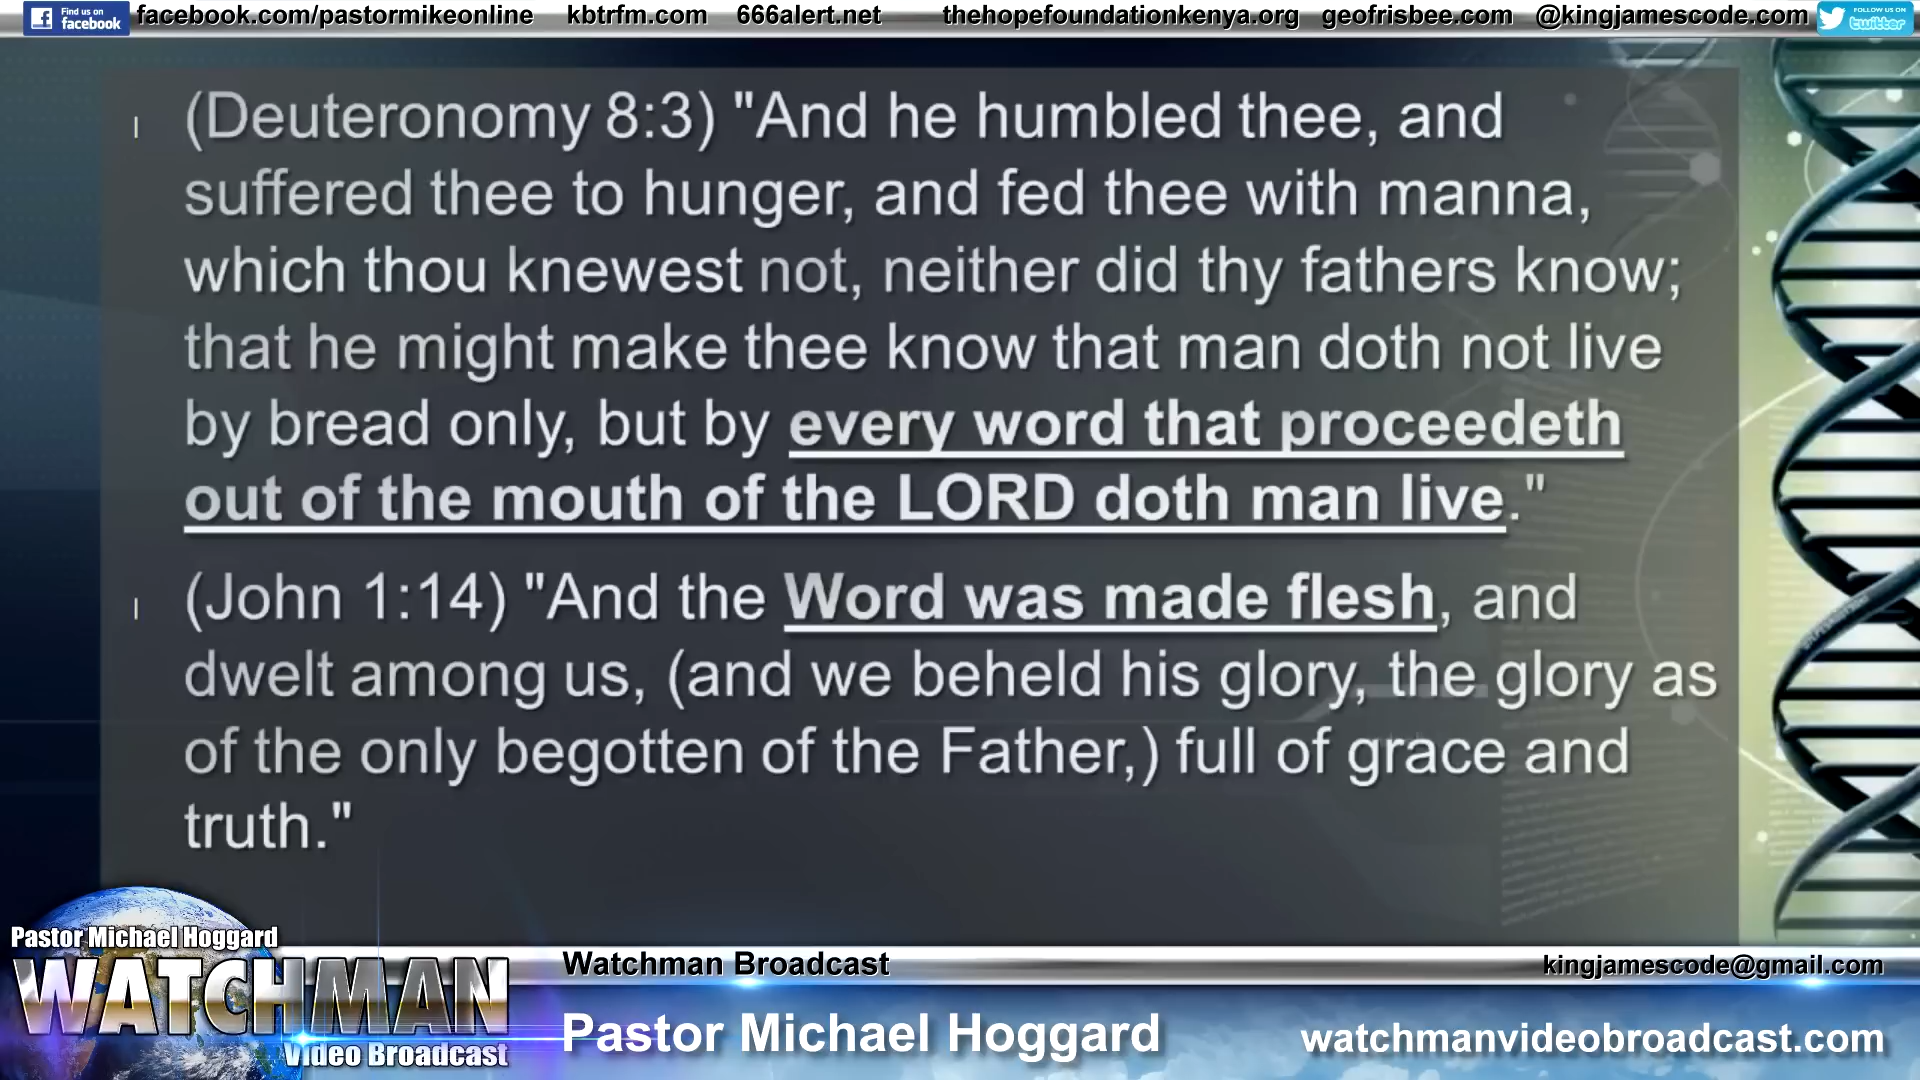 Find us on
facebook
facebook.com/pastormikeonline kbtrfm.com 666alert.net thehopefoundationkenya.org geofrisbee.com @kingjamescode.com
FOLLOW US ON
twitter
(Deuteronomy 8:3) "And he humbled thee, and
suffered thee to hunger, and fed thee with manna,
which thou knewest not, neither did thy fathers know;
that he might make thee know that man doth not live
by bread only, but by every word that proceedeth
out of the mouth of the LORD doth man live."
(John 1:14) "And the Word was made flesh, and
dwelt among us, (and we beheld his glory, the glory as
of the only begotten of the Father,) full of grace and
truth."
Pastor Michael Hoggard
WATCHMAN
Video Broadcast
Watchman Broadcast
kingjamescode@gmail.com
Pastor Michael Hoggard
watchmanvideobroadcast.com